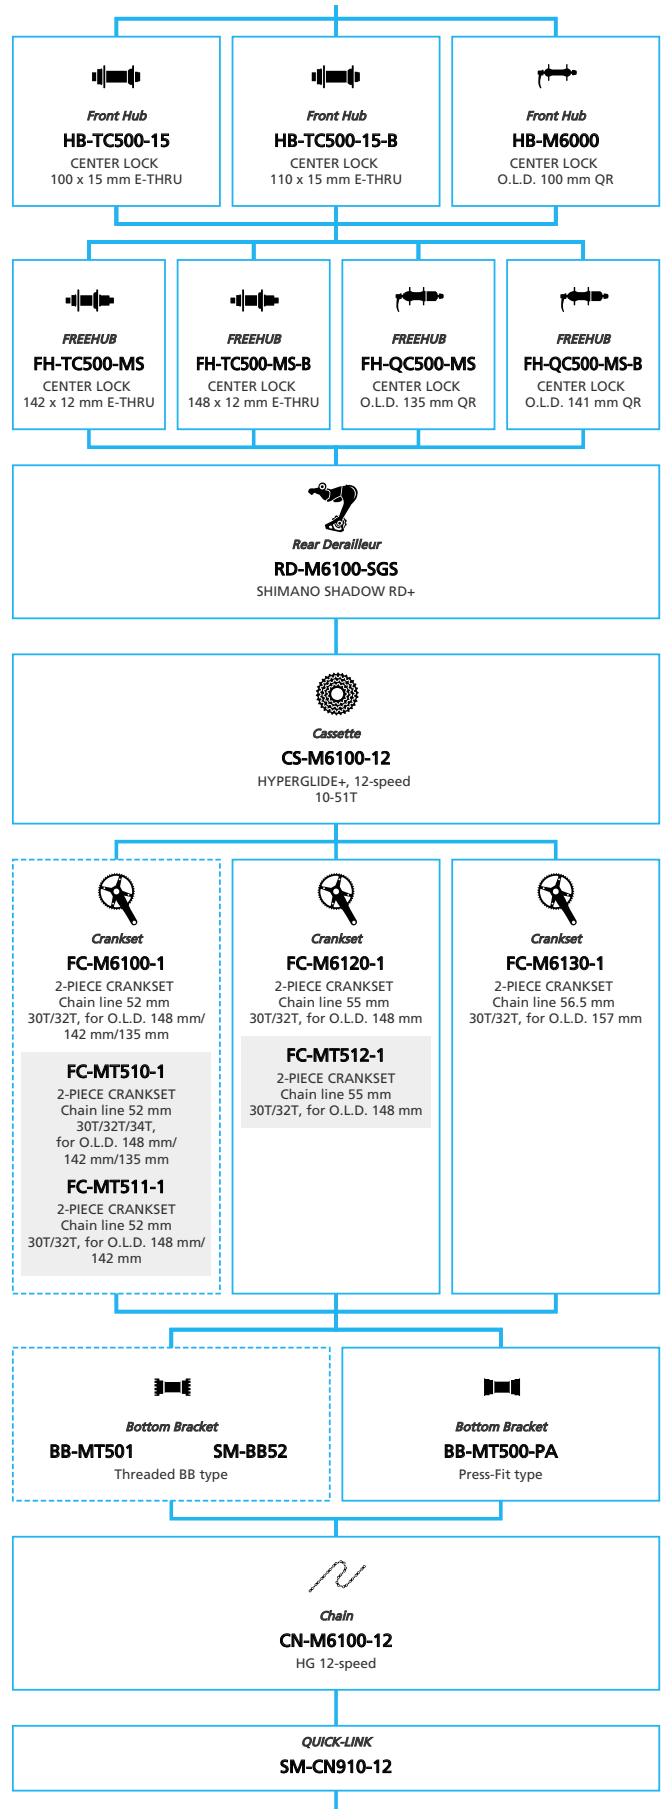 Front Hub
HB-TC500-15
CENTER LOCK
100 x 15 mm E-THRU
Front Hub
HB-TC500-15-B
CENTER LOCK
110 x 15 mm E-THRU
Front Hub
HB-M6000
CENTER LOCK
O.L.D. 100 mm QR
FREEHUB
FH-TC500-MS
CENTER LOCK
142 x 12 mm E-THRU
FREEHUB
FH-TC500-MS-B
CENTER LOCK
148 x 12 mm E-THRU
FREEHUB
FH-QC500-MS
CENTER LOCK
O.L.D. 135 mm QR
FREEHUB
FH-QC500-MS-B
CENTER LOCK
O.L.D. 141 mm QR
Rear Derailleur
RD-M6100-SGS
SHIMANO SHADOW RD+
Cassette
CS-M6100-12
HYPERGLIDE+, 12-speed
10-51T
Crankset
FC-M6100-1
2-PIECE CRANKSET
Chain line 52 mm
30T/32T, for O.L.D. 148 mm/
142 mm/135 mm
FC-MT510-1
2-PIECE CRANKSET
Chain line 52 mm
30T/32T/34T,
for O.L.D. 148 mm/
142 mm/135 mm
FC-MT511-1
2-PIECE CRANKSET
Chain line 52 mm
30T/32T, for O.L.D. 148 mm/
142 mm
Crankset
FC-M6120-1
2-PIECE CRANKSET
Chain line 55 mm
30T/32T, for O.L.D. 148 mm
FC-MT512-1
2-PIECE CRANKSET
Chain line 55 mm
30T/32T, for O.L.D. 148 mm
Crankset
FC-M6130-1
2-PIECE CRANKSET
Chain line 56.5 mm
30T/32T, for O.L.D. 157 mm
Bottom Bracket
BB-MT501 SM-BB52
Threaded BB type
Bottom Bracket
BB-MT500-PA
Press-Fit type
Chain
CN-M6100-12
HG 12-speed
QUICK-LINK
SM-CN910-12